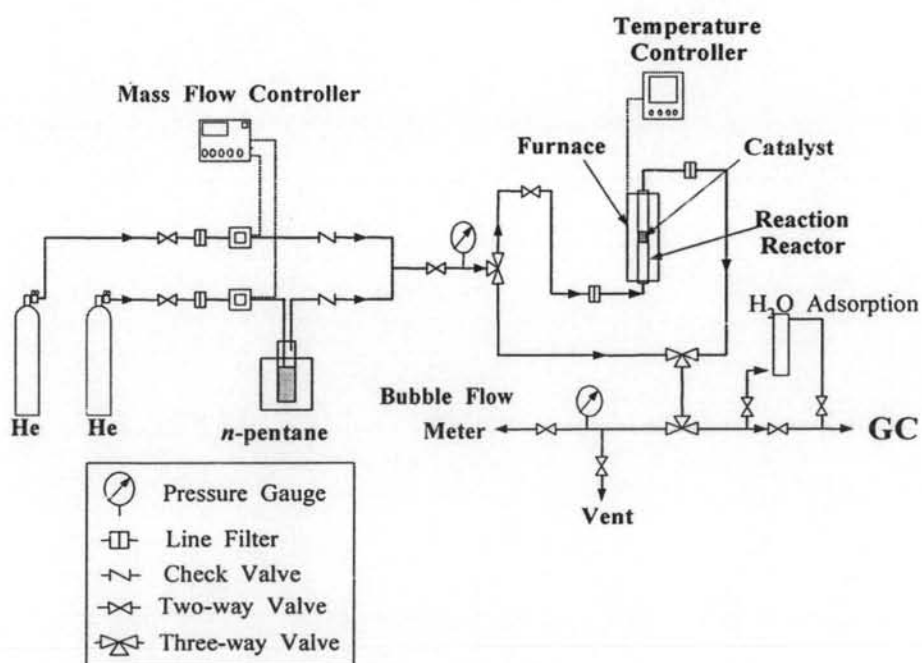 Temperature
Controller
Mass Flow Controller
Furnace
Catalyst
Reaction
Reactor
H₂O Adsorption
He
He
n-pentane
Bubble Flow
Meter
GC
Vent
Pressure Gauge
Line Filter
Check Valve
Two-way Valve
Three-way Valve